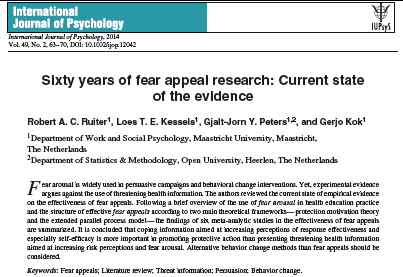 International
Journal of Psychology
IUPsyS
International Journal of Psychology, 2014
Vol. 49, No. 2, 63–70, DOI: 10.1002/ijop.12042
Sixty years of fear appeal research: Current state
of the evidence
Robert A. C. Ruiter1, Loes T. E. Kessels1, Gjalt-Jorn Y. Peters1,2, and Gerjo Kok1
1Department of Work and Social Psychology, Maastricht University, Maastricht,
The Netherlands
2Department of Statistics & Methodology, Open University, Heerlen, The Netherlands
Fear arousal is widely used in persuasive campaigns and behavioral change interventions. Yet, experimental evidence
argues against the use of threatening health information. The authors reviewed the current state of empirical evidence
on the effectiveness of fear appeals. Following a brief overview of the use of fear arousal in health education practice
and the structure of effective fear appeals according to two main theoretical frameworks—protection motivation theory
and the extended parallel process model—the findings of six meta-analytic studies in the effectiveness of fear appeals
are summarized. It is concluded that coping information aimed at increasing perceptions of response effectiveness and
especially self-efficacy is more important in promoting protective action than presenting threatening health information
aimed at increasing risk perceptions and fear arousal. Alternative behavior change methods than fear appeals should be
considered.
Keywords: Fear appeals; Literature review; Threat information; Persuasion; Behavior change.